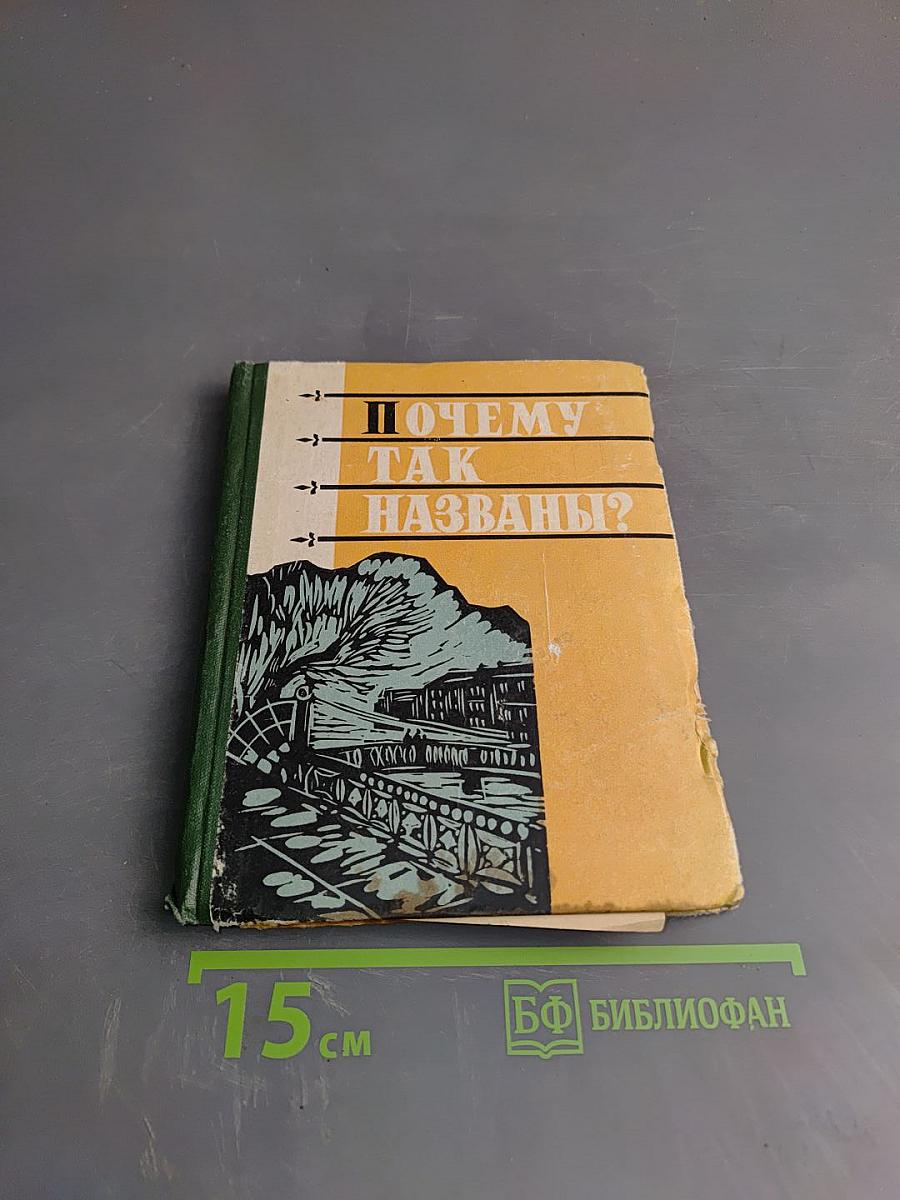 ПОЧЕМУ
ТАК
НАЗВАНЫ?
15 см
БФ БИБЛИОФАН